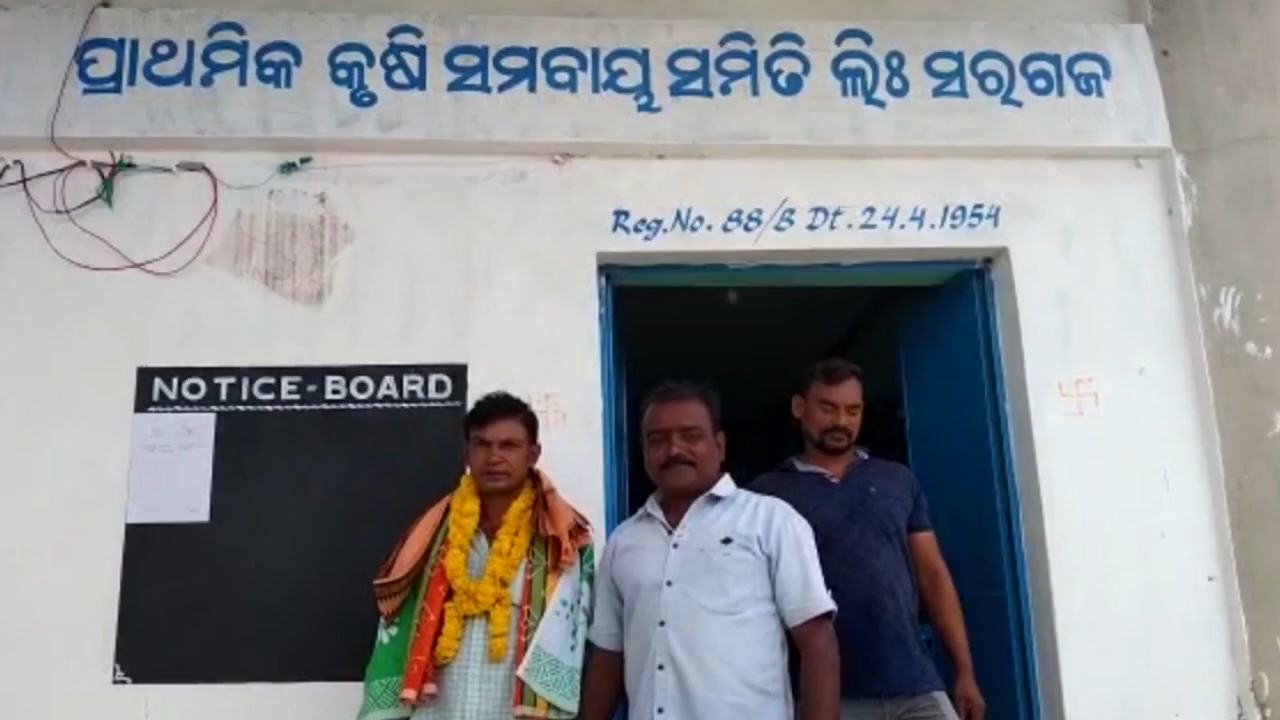 ପ୍ରାଥମିକ କୃଷି ସମବାୟ ସମିତି ଲିଃ ସରଗଜ
Reg.No. 88/B Dt. 24.4.1954
NOTICE-BOARD